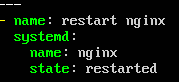 ---
- name: restart nginx
  systemd:
    name: nginx
    state: restarted